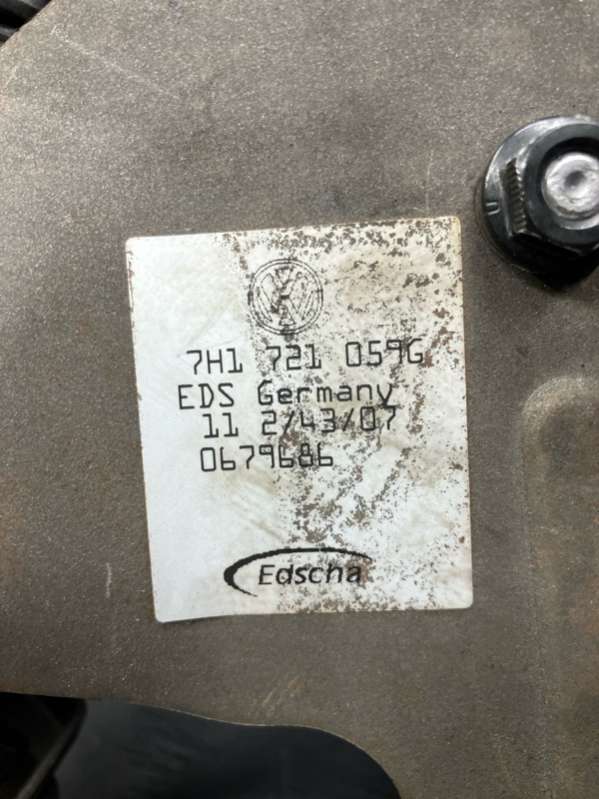 7H1 721 059G
EDS Germany
11 2/43/07
0679686
Edscha